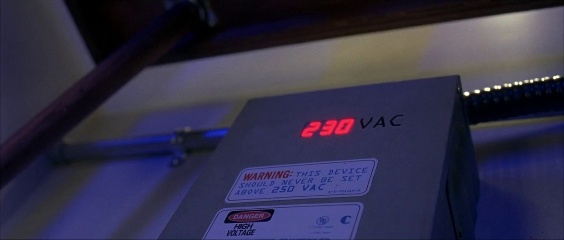 230 VAC
WARNING: THIS DEVICE
SHOULD NEVER BE SET
ABOVE 250 VAC
DANGER
HIGH
VOLTAGE